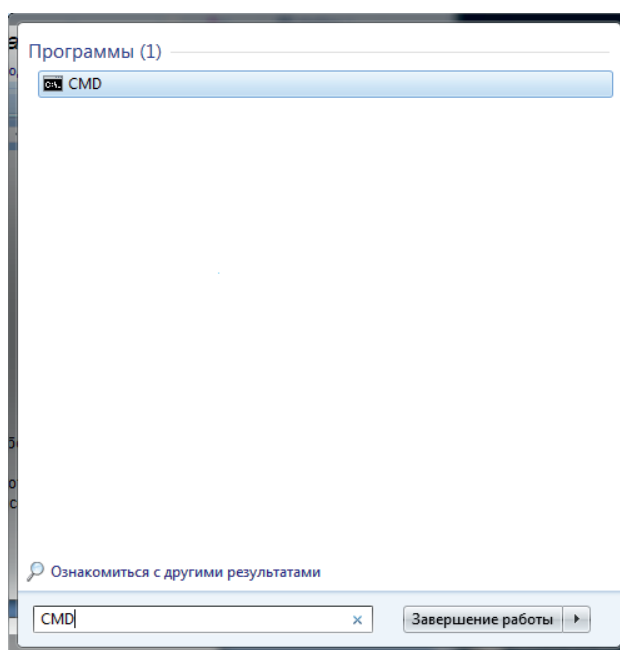 Программы (1)
C:\.
CMD
Ознакомиться с другими результатами
CMD
Завершение работы